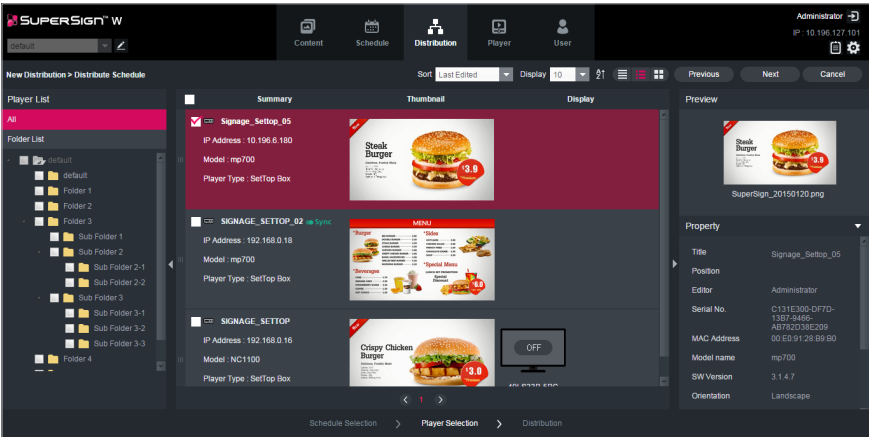 SUPERSIGN™ W
default
Content
Schedule
Distribution
Player
User
Administrator
IP : 10.196.127.101
New Distribution > Distribute Schedule
Sort Last Edited
Display 10
Previous
Next
Cancel
Player List
All
Folder List
default
default
Folder 1
Folder 2
Folder 3
Sub Folder 1
Sub Folder 2
Sub Folder 2-1
Sub Folder 2-2
Sub Folder 3
Sub Folder 3-1
Sub Folder 3-2
Sub Folder 3-3
Folder 4
Summary Thumbnail Display
Signage_Settop_05
IP Address : 10.196.6.180
Model : mp700
Player Type : SetTop Box
Steak
Burger
$3.9
SIGNAGE_SETTOP_02 Sync
IP Address : 192.168.0.18
Model : mp700
Player Type : SetTop Box
MENU
*Burger
*Sides
*Special Menu
Special
Discount
*Beverages
SIGNAGE_SETTOP
IP Address : 192.168.0.16
Model : NC1100
Player Type : SetTop Box
Crispy Chicken
Burger
$3.0
OFF
1
Preview
Steak
Burger
$3.9
SuperSign_20150120.png
Property
Title Signage_Settop_05
Position
Editor Administrator
Serial No. C131E300-DF7D-
13B7-9466-
AB782D38E209
MAC Address 00:E0:91:28:B9:B0
Model name mp700
SW Version 3.1.4.7
Orientation Landscape
Schedule Selection > Player Selection > Distribution